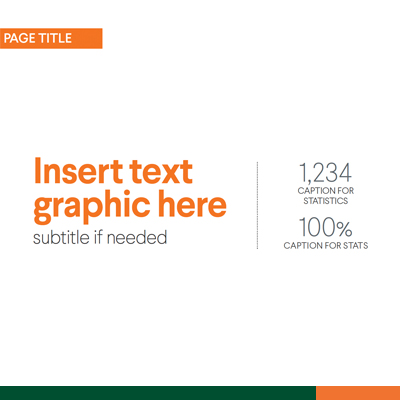 PAGE TITLE
Insert text
graphic here
subtitle if needed
1,234
CAPTION FOR
STATISTICS
100%
CAPTION FOR STATS